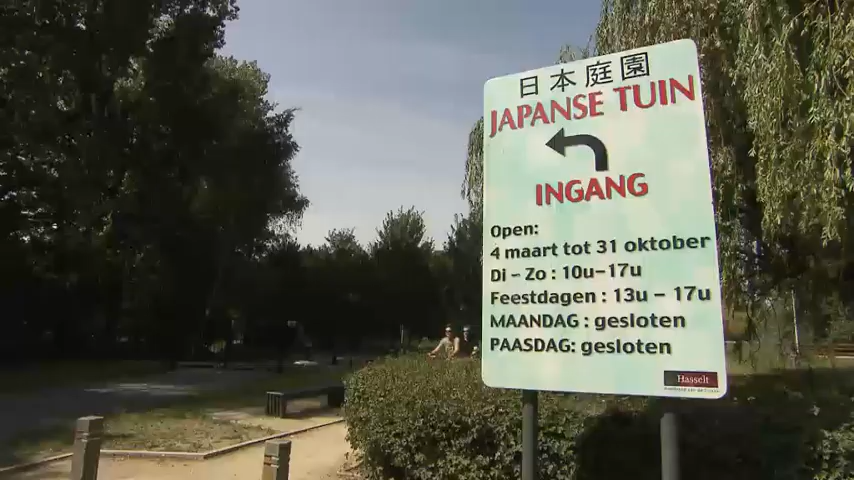 日本庭園
JAPANSE TUIN
INGANG
Open:
4 maart tot 31 oktober
Di - Zo : 10u-17u
Feestdagen : 13u - 17u
MAANDAG : gesloten
PAASDAG : gesloten
Hasselt